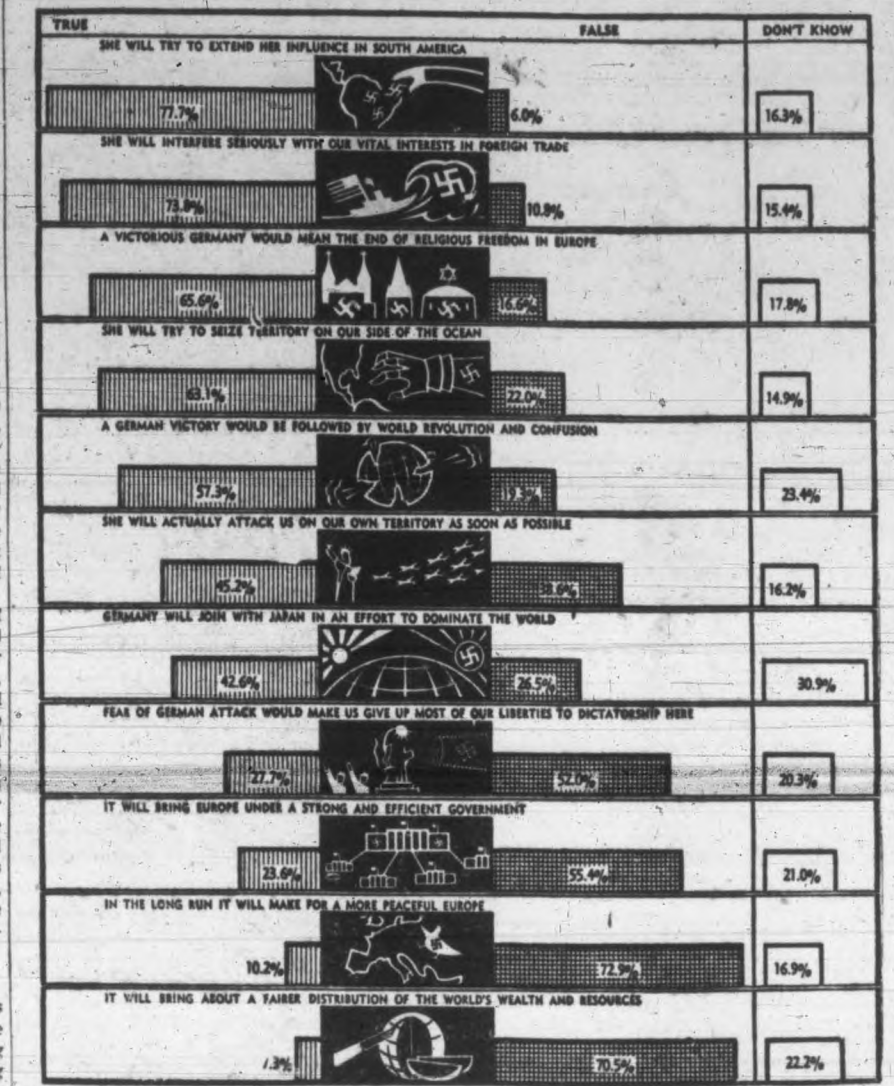 TRUE FALSE DON'T KNOW
SHE WILL TRY TO EXTEND HER INFLUENCE IN SOUTH AMERICA
77.7% 6.0% 16.3%
SHE WILL INTERFERE SERIOUSLY WITH OUR VITAL INTERESTS IN FOREIGN TRADE
73.8% 10.8% 15.4%
A VICTORIOUS GERMANY WOULD MEAN THE END OF RELIGIOUS FREEDOM IN EUROPE
65.6% 16.6% 17.8%
SHE WILL TRY TO SEIZE TERRITORY ON OUR SIDE OF THE OCEAN
63.1% 22.0% 14.9%
A GERMAN VICTORY WOULD BE FOLLOWED BY WORLD REVOLUTION AND CONFUSION
57.3% 19.3% 23.4%
SHE WILL ACTUALLY ATTACK US ON OUR OWN TERRITORY AS SOON AS POSSIBLE
45.2% 38.6% 16.2%
GERMANY WILL JOIN WITH JAPAN IN AN EFFORT TO DOMINATE THE WORLD
42.6% 26.5% 30.9%
FEAR OF GERMAN ATTACK WOULD MAKE US GIVE UP MOST OF OUR LIBERTIES TO DICTATORSHIP HERE
27.7% 52.0% 20.3%
IT WILL BRING EUROPE UNDER A STRONG AND EFFICIENT GOVERNMENT
23.6% 55.4% 21.0%
IN THE LONG RUN IT WILL MAKE FOR A MORE PEACEFUL EUROPE
10.2% 72.9% 16.9%
IT WILL BRING ABOUT A FAIRER DISTRIBUTION OF THE WORLD'S WEALTH AND RESOURCES
7.3% 70.5% 22.2%